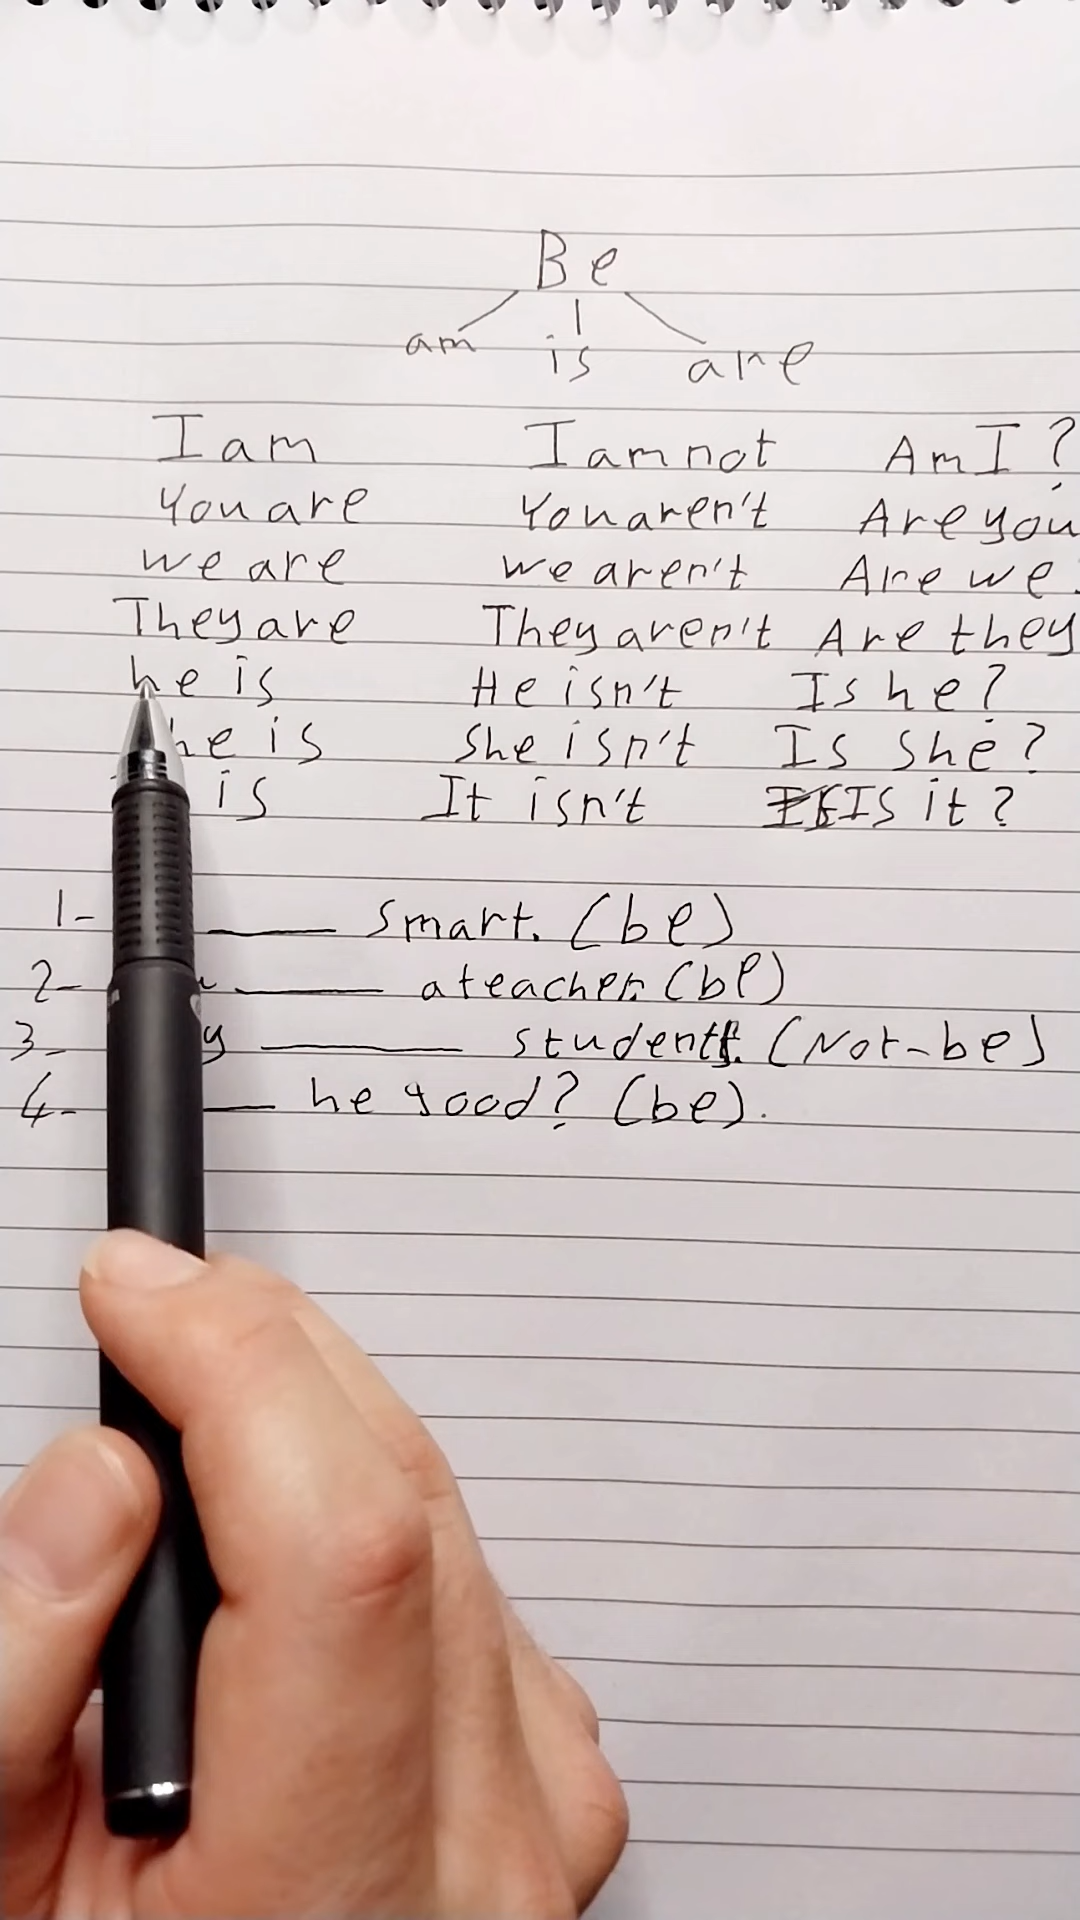 Be
am is are
I am I am not Am I?
You are You aren't Are you
we are we aren't Are we
They are They aren't Are they
he is He isn't Is he?
he is She isn't Is she?
is It isn't Is it?
1- smart. (be)
2- a teacher. (be)
3- y students. (Not-be)
4- he good? (be).